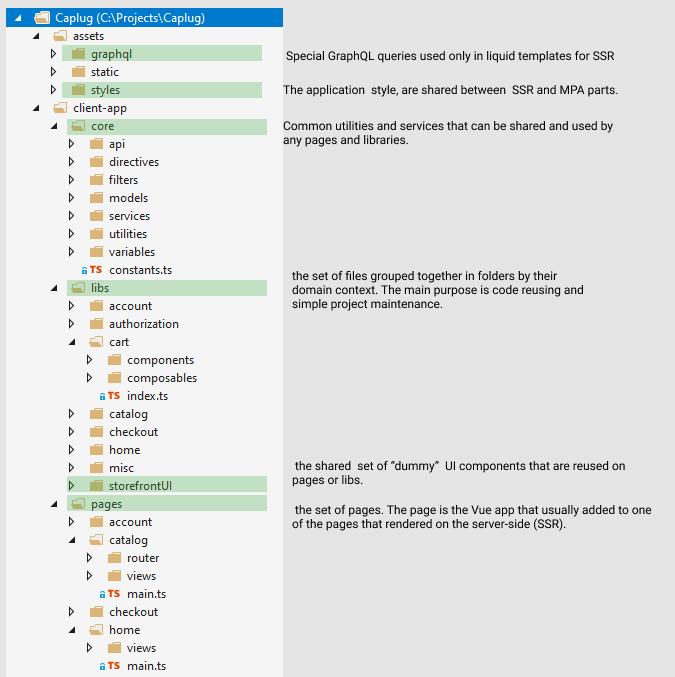 Caplug (C:\Projects\Caplug)
assets
graphql
Special GraphQL queries used only in liquid templates for SSR
static
styles
The application style, are shared between SSR and MPA parts.
client-app
core
Common utilities and services that can be shared and used by
any pages and libraries.
api
directives
filters
models
services
utilities
variables
TS constants.ts
the set of files grouped together in folders by their
domain context. The main purpose is code reusing and
simple project maintenance.
libs
account
authorization
cart
components
composables
TS index.ts
catalog
checkout
home
misc
the shared set of “dummy” UI components that are reused on
pages or libs.
storefrontUI
pages
the set of pages. The page is the Vue app that usually added to one
of the pages that rendered on the server-side (SSR).
account
catalog
router
views
TS main.ts
checkout
home
views
TS main.ts